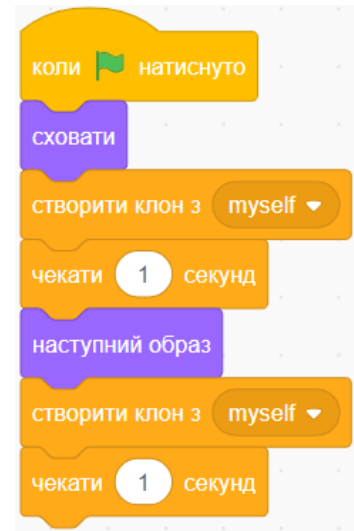 коли натиснуто
сховати
створити клон з myself
чекати 1 секунд
наступний образ
створити клон з myself
чекати 1 секунд